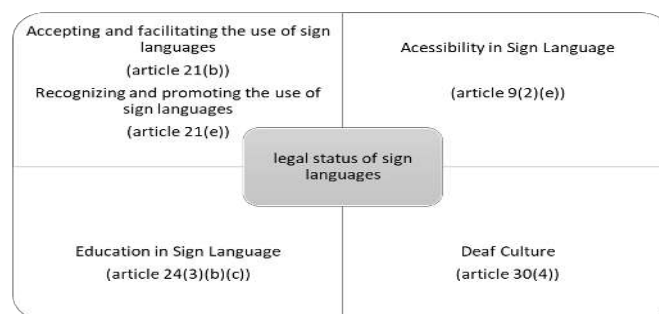 Accepting and facilitating the use of sign
languages
(article 21(b))
Recognizing and promoting the use of
sign languages
(article 21(e))
Acessibility in Sign Language
(article 9(2)(e))
legal status of sign
languages
Education in Sign Language
(article 24(3)(b)(c))
Deaf Culture
(article 30(4))